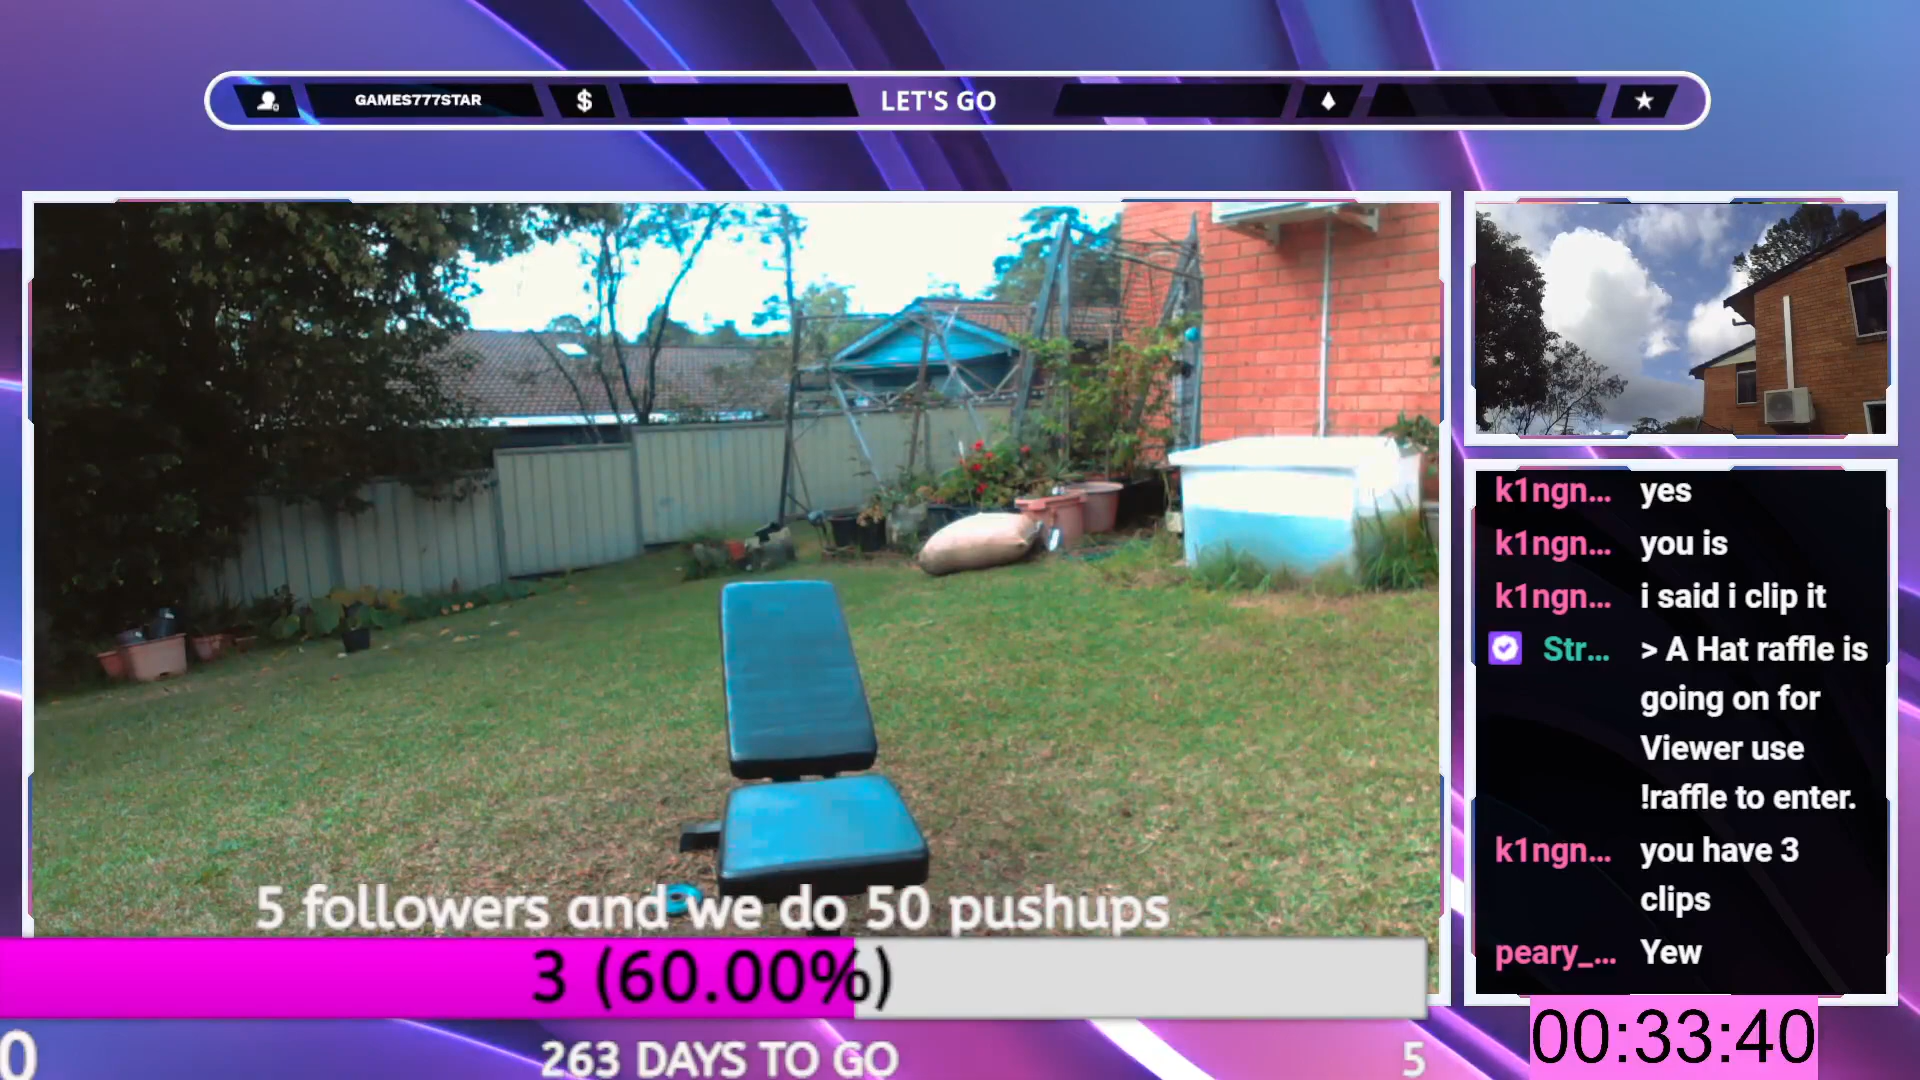 GAMES777STAR
$
LET'S GO
k1ngn... yes
k1ngn... you is
k1ngn... i said i clip it
Str... > A Hat raffle is
going on for
Viewer use
!raffle to enter.
k1ngn... you have 3
clips
peary_... Yew
5 followers and we do 50 pushups
3 (60.00%)
0 263 DAYS TO GO 5
00:33:40